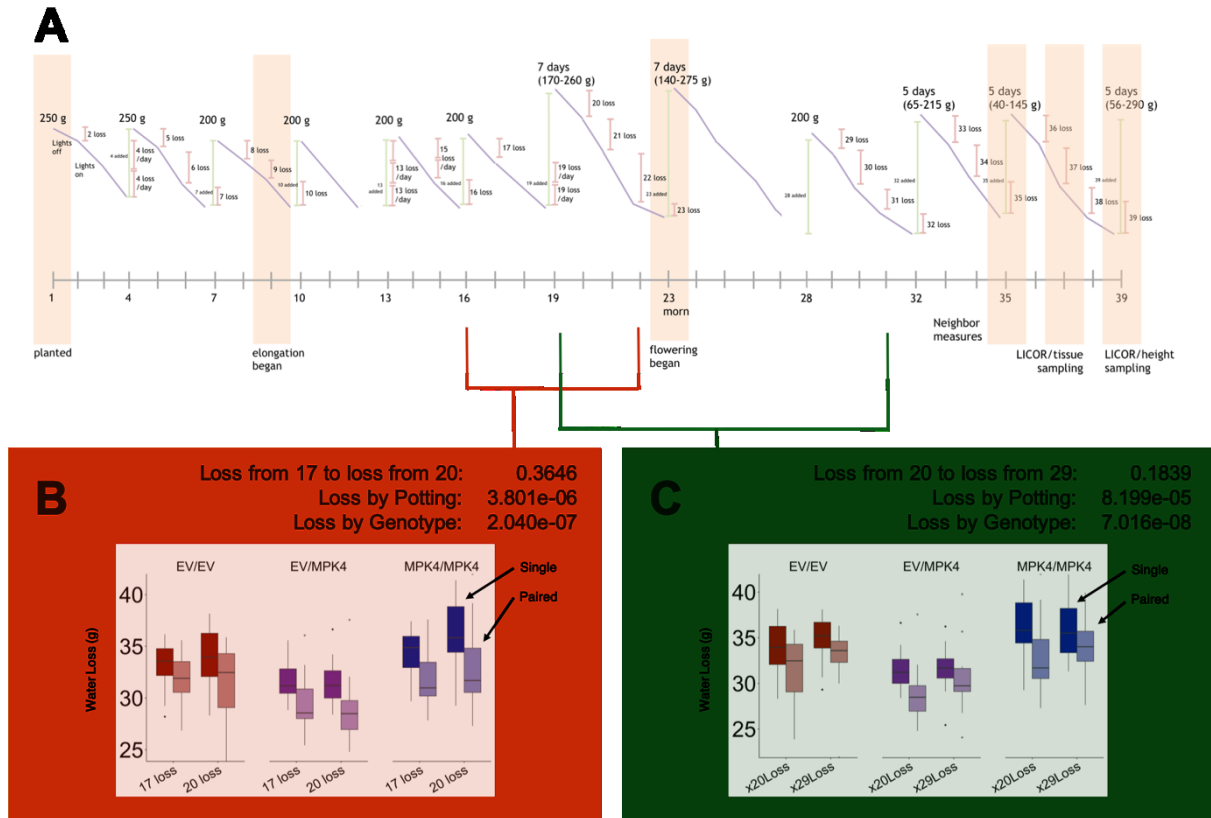 A
250 g
Lights
off
Lights
on
2 loss
250 g
4 added
4 loss
/day
4 loss
/day
5 loss
6 loss
200 g
7 added
7 loss
8 loss
9 loss
200 g
10 added
10 loss
200 g
13
added
13 loss
/day
13 loss
/day
15
loss
/day
200 g
16 added
16 loss
17 loss
7 days
(170-260 g)
19 added
19 loss
/day
19 loss
/day
20 loss
21 loss
22 loss
7 days
(140-275 g)
23 added
23 loss
200 g
28 added
29 loss
30 loss
31 loss
5 days
(65-215 g)
32 added
32 loss
33 loss
34 loss
5 days
(40-145 g)
35 added
35 loss
36 loss
37 loss
38 loss
5 days
(56-290 g)
39 added
39 loss
1 4 7 10 13 16 19 23 28 32 35 39
morn
planted
elongation
began
flowering
began
Neighbor
measures
LICOR/tissue
sampling
LICOR/height
sampling
B
Loss from 17 to loss from 20: 0.3646
Loss by Potting: 3.801e-06
Loss by Genotype: 2.040e-07
EV/EV EV/MPK4 MPK4/MPK4
Single
Paired
Water Loss (g)
40
35
30
25
17 loss 20 loss 17 loss 20 loss 17 loss 20 loss
C
Loss from 20 to loss from 29: 0.1839
Loss by Potting: 8.199e-05
Loss by Genotype: 7.016e-08
EV/EV EV/MPK4 MPK4/MPK4
Single
Paired
Water Loss (g)
40
35
30
25
x20Loss x29Loss x20Loss x29Loss x20Loss x29Loss